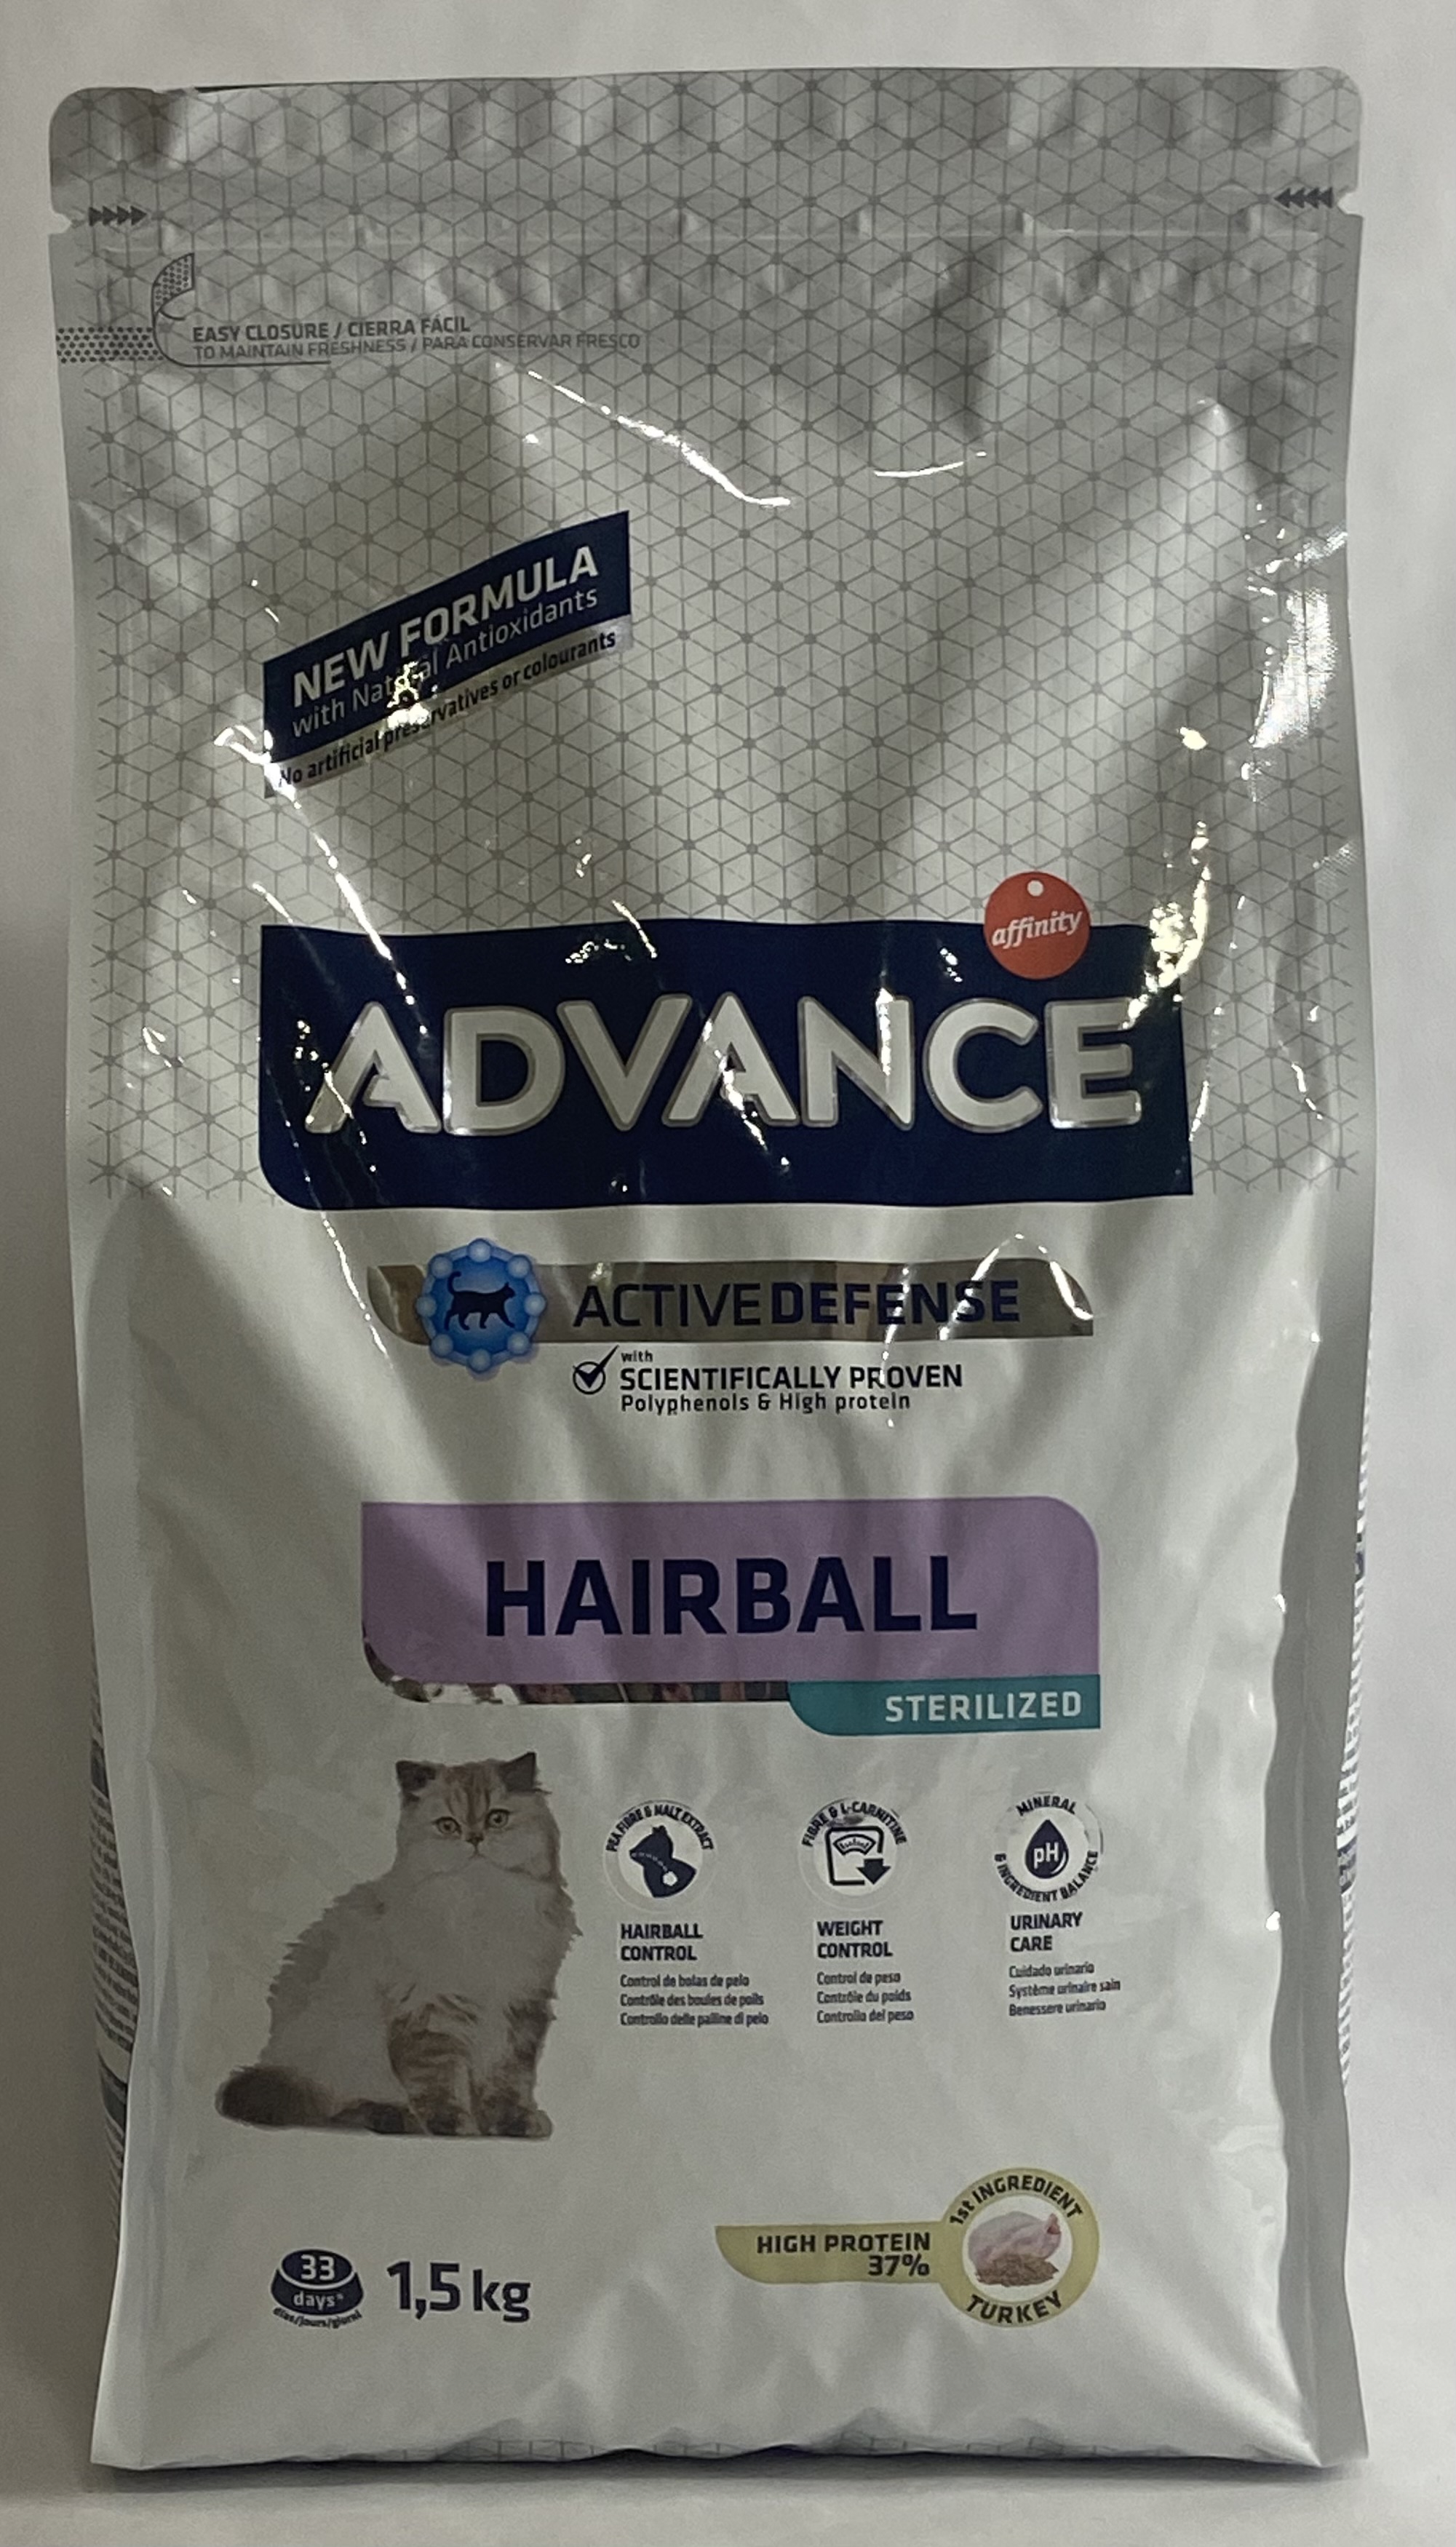 EASY CLOSURE / CIERRA FÁCIL
TO MAINTAIN FRESHNESS / PARA CONSERVAR FRESCO
NEW FORMULA
with Natural Antioxidants
No artificial preservatives or colourants
affinity
ADVANCE
ACTIVEDEFENSE
with
SCIENTIFICALLY PROVEN
Polyphenols & High protein
HAIRBALL
STERILIZED
PEA FIBRE & MALT EXTRACT
HAIRBALL
CONTROL
Control de bolas de pelo
Contrôle des boules de poils
Controllo delle palline di pelo
FIBRE & L-CARNITINE
WEIGHT
CONTROL
Control de peso
Contrôle du poids
Controllo del peso
MINERAL
pH
& INGREDIENT BALANCE
URINARY
CARE
Cuidado urinario
Système urinaire sain
Benessere urinario
33
days*
días/jours/giorni
1,5 kg
HIGH PROTEIN
37%
1st INGREDIENT
TURKEY